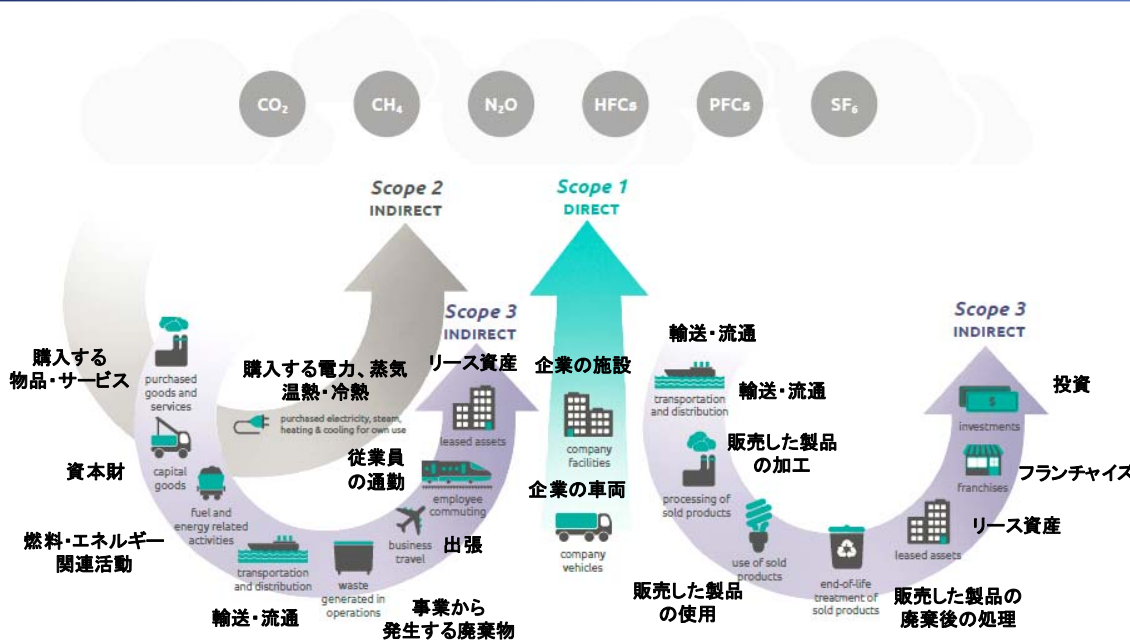 CO₂
CH₄
N₂O
HFCs
PFCs
SF₆
Scope 2
INDIRECT
Scope 1
DIRECT
Scope 3
INDIRECT
Scope 3
INDIRECT
購入する
物品・サービス
purchased
goods and
services
資本財
capital
goods
燃料・エネルギー
関連活動
fuel and
energy related
activities
輸送・流通
transportation
and distribution
waste
generated in
operations
事業から
発生する廃棄物
business
travel
出張
従業員
の通勤
employee
commuting
リース資産
leased assets
購入する電力、蒸気
温熱・冷熱
purchased electricity, steam,
heating & cooling for own use
企業の施設
company
facilities
企業の車両
company
vehicles
輸送・流通
輸送・流通
transportation
and distribution
販売した製品
の加工
processing of
sold products
use of sold
products
販売した製品
の使用
end-of-life
treatment of
sold products
販売した製品の
廃棄後の処理
leased assets
リース資産
franchises
フランチャイズ
$
investments
投資